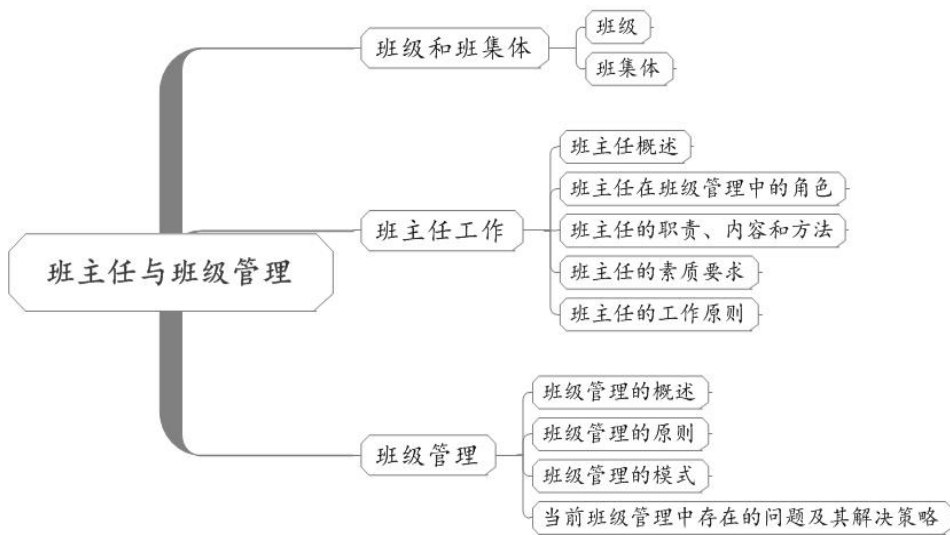 班主任与班级管理
班级和班集体
班级
班集体
班主任工作
班主任概述
班主任在班级管理中的角色
班主任的职责、内容和方法
班主任的素质要求
班主任的工作原则
班级管理
班级管理的概述
班级管理的原则
班级管理的模式
当前班级管理中存在的问题及其解决策略